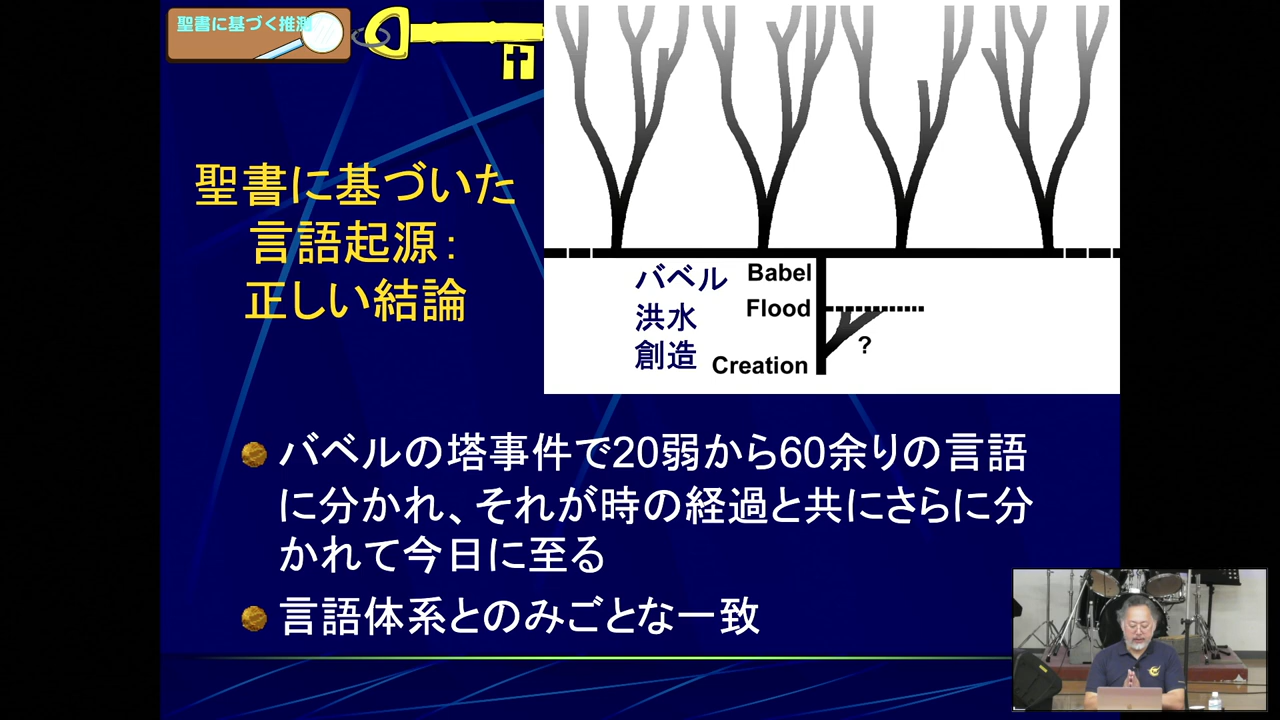 聖書に基づく推測
聖書に基づいた
言語起源：
正しい結論
バベル Babel
洪水 Flood
?
創造 Creation
バベルの塔事件で20弱から60余りの言語
に分かれ、それが時の経過と共にさらに分
かれて今日に至る
言語体系とのみごとな一致